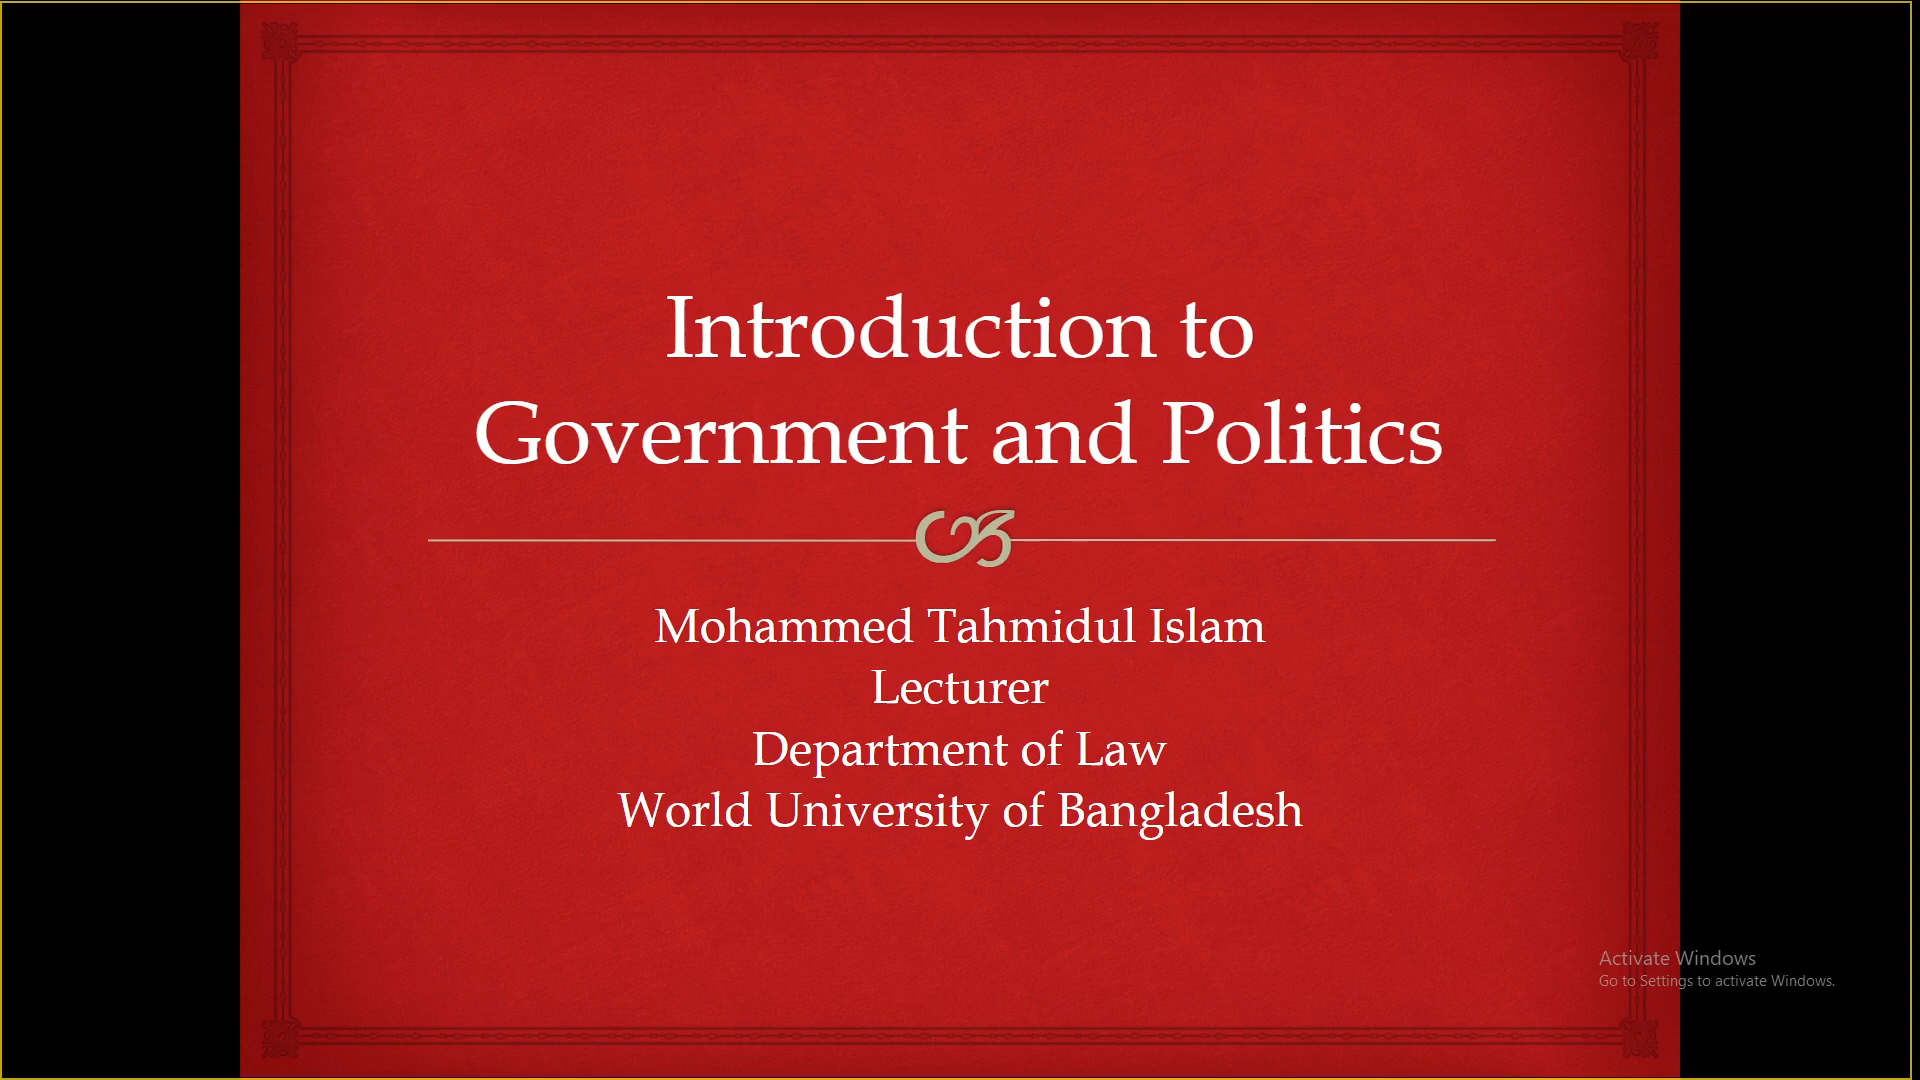 Introduction to
Government and Politics
Mohammed Tahmidul Islam
Lecturer
Department of Law
World University of Bangladesh
Activate Windows
Go to Settings to activate Windows.